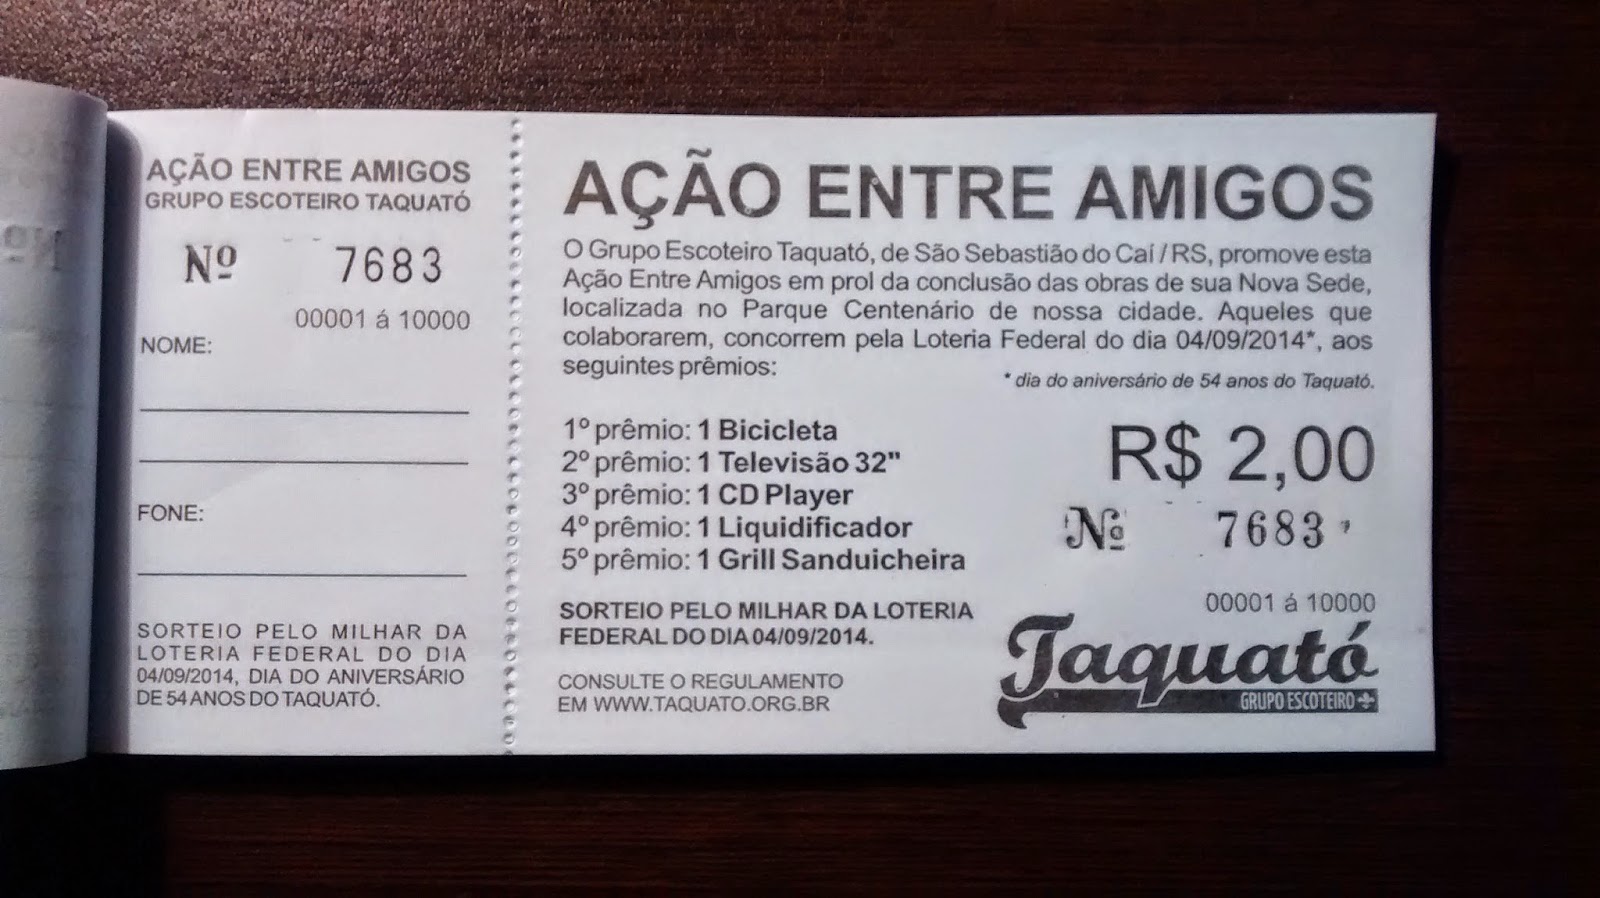 AÇÃO ENTRE AMIGOS
GRUPO ESCOTEIRO TAQUATÓ
Nº 7683
00001 á 10000
NOME:
FONE:
SORTEIO PELO MILHAR DA
LOTERIA FEDERAL DO DIA
04/09/2014, DIA DO ANIVERSÁRIO
DE 54 ANOS DO TAQUATÓ.
AÇÃO ENTRE AMIGOS
O Grupo Escoteiro Taquató, de São Sebastião do Caí / RS, promove esta
Ação Entre Amigos em prol da conclusão das obras de sua Nova Sede,
localizada no Parque Centenário de nossa cidade. Aqueles que
colaborarem, concorrem pela Loteria Federal do dia 04/09/2014*, aos
seguintes prêmios:
* dia do aniversário de 54 anos do Taquató.
1º prêmio: 1 Bicicleta
2º prêmio: 1 Televisão 32"
3º prêmio: 1 CD Player
4º prêmio: 1 Liquidificador
5º prêmio: 1 Grill Sanduicheira
R$ 2,00
Nº 7683
00001 á 10000
SORTEIO PELO MILHAR DA LOTERIA
FEDERAL DO DIA 04/09/2014.
CONSULTE O REGULAMENTO
EM WWW.TAQUATO.ORG.BR
Taquató
GRUPO ESCOTEIRO